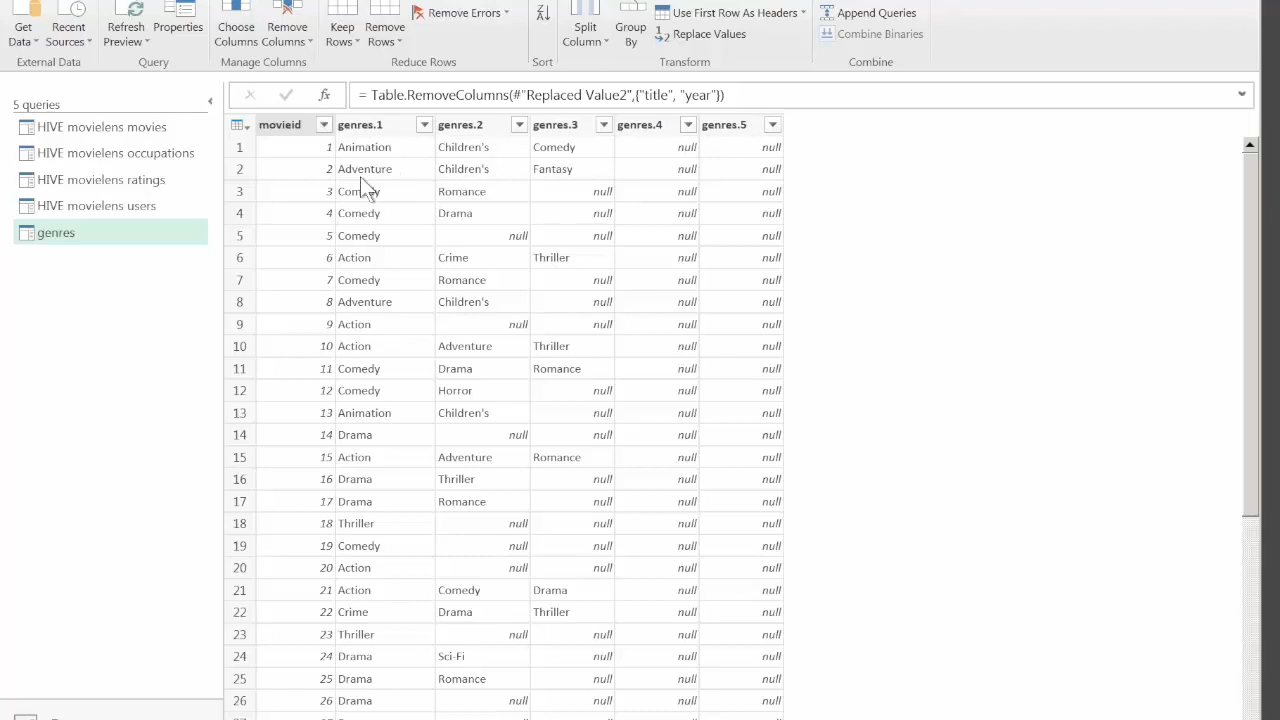 Remove Errors
Use First Row As Headers
Append Queries
Get
Data
Recent
Sources
Refresh
Preview
Properties
Choose
Columns
Remove
Columns
Keep
Rows
Remove
Rows
Split
Column
Group
By
Replace Values
Combine Binaries
External Data
Query
Manage Columns
Reduce Rows
Sort
Transform
Combine
5 queries
= Table.RemoveColumns(#"Replaced Value2",{"title", "year"})
HIVE movielens movies
HIVE movielens occupations
HIVE movielens ratings
HIVE movielens users
genres
movieid genres.1 genres.2 genres.3 genres.4 genres.5
1 1 Animation Children's Comedy null null
2 2 Adventure Children's Fantasy null null
3 3 Comedy Romance null null null
4 4 Comedy Drama null null null
5 5 Comedy null null null null
6 6 Action Crime Thriller null null
7 7 Comedy Romance null null null
8 8 Adventure Children's null null null
9 9 Action null null null null
10 10 Action Adventure Thriller null null
11 11 Comedy Drama Romance null null
12 12 Comedy Horror null null null
13 13 Animation Children's null null null
14 14 Drama null null null null
15 15 Action Adventure Romance null null
16 16 Drama Thriller null null null
17 17 Drama Romance null null null
18 18 Thriller null null null null
19 19 Comedy null null null null
20 20 Action null null null null
21 21 Action Comedy Drama null null
22 22 Crime Drama Thriller null null
23 23 Thriller null null null null
24 24 Drama Sci-Fi null null null
25 25 Drama Romance null null null
26 26 Drama null null null null